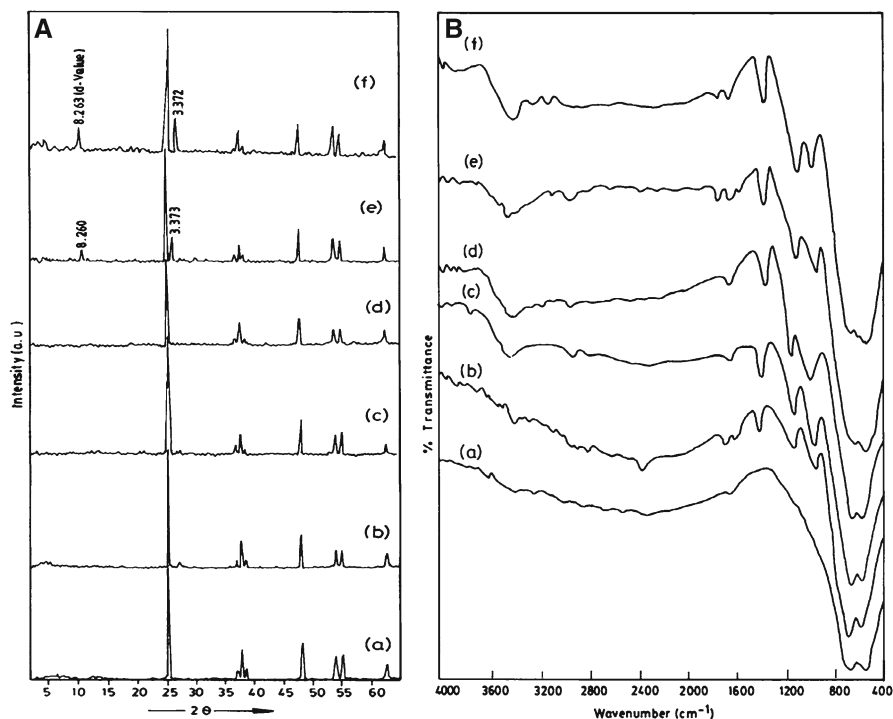 A
8.263 (d-Value)
3.372
(f)
8.260
3.373
(e)
(d)
(c)
(b)
(a)
Intensity (a.u.)
5 10 15 20 25 30 35 40 45 50 55 60
2 Θ
B
(f)
(e)
(d)
(c)
(b)
(a)
% Transmittance
4000 3600 3200 2800 2400 2000 1600 1200 800 400
Wavenumber (cm⁻¹)